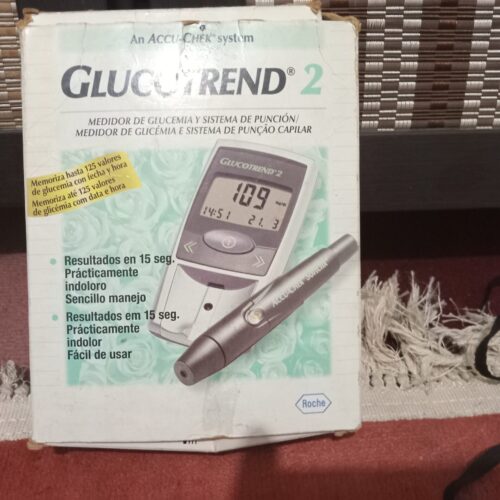 An ACCU-CHEK® system
GLUCOTREND® 2
MEDIDOR DE GLUCEMIA Y SISTEMA DE PUNCIÓN/
MEDIDOR DE GLICÉMIA E SISTEMA DE PUNÇÃO CAPILAR
Memoriza hasta 125 valores
de glucemia con fecha y hora
Memoriza até 125 valores
de glicémia com data e hora
GLUCOTREND® 2
109
14:51 21. 3
Resultados en 15 seg.
Prácticamente
indoloro
Sencillo manejo
Resultados em 15 seg.
Prácticamente
indolor
Fácil de usar
ACCU-CHEK® Softclix
Roche